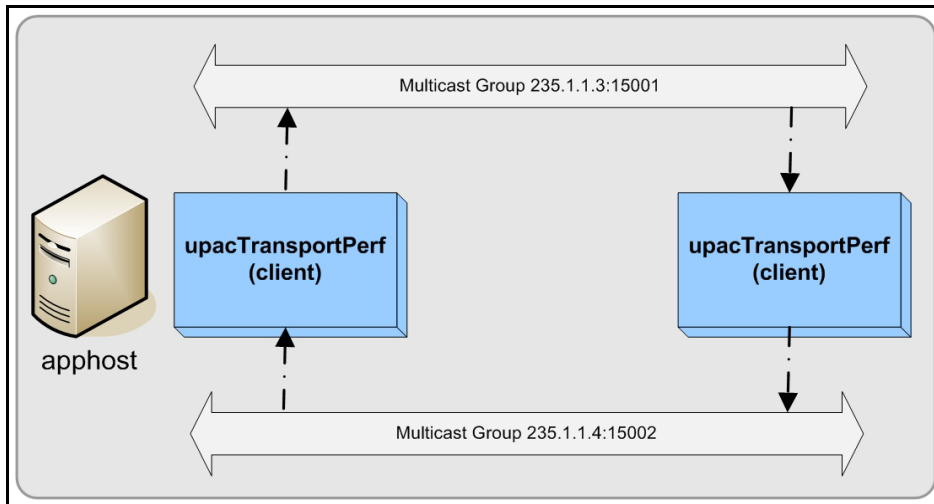 Multicast Group 235.1.1.3:15001
upacTransportPerf
(client)
upacTransportPerf
(client)
apphost
Multicast Group 235.1.1.4:15002